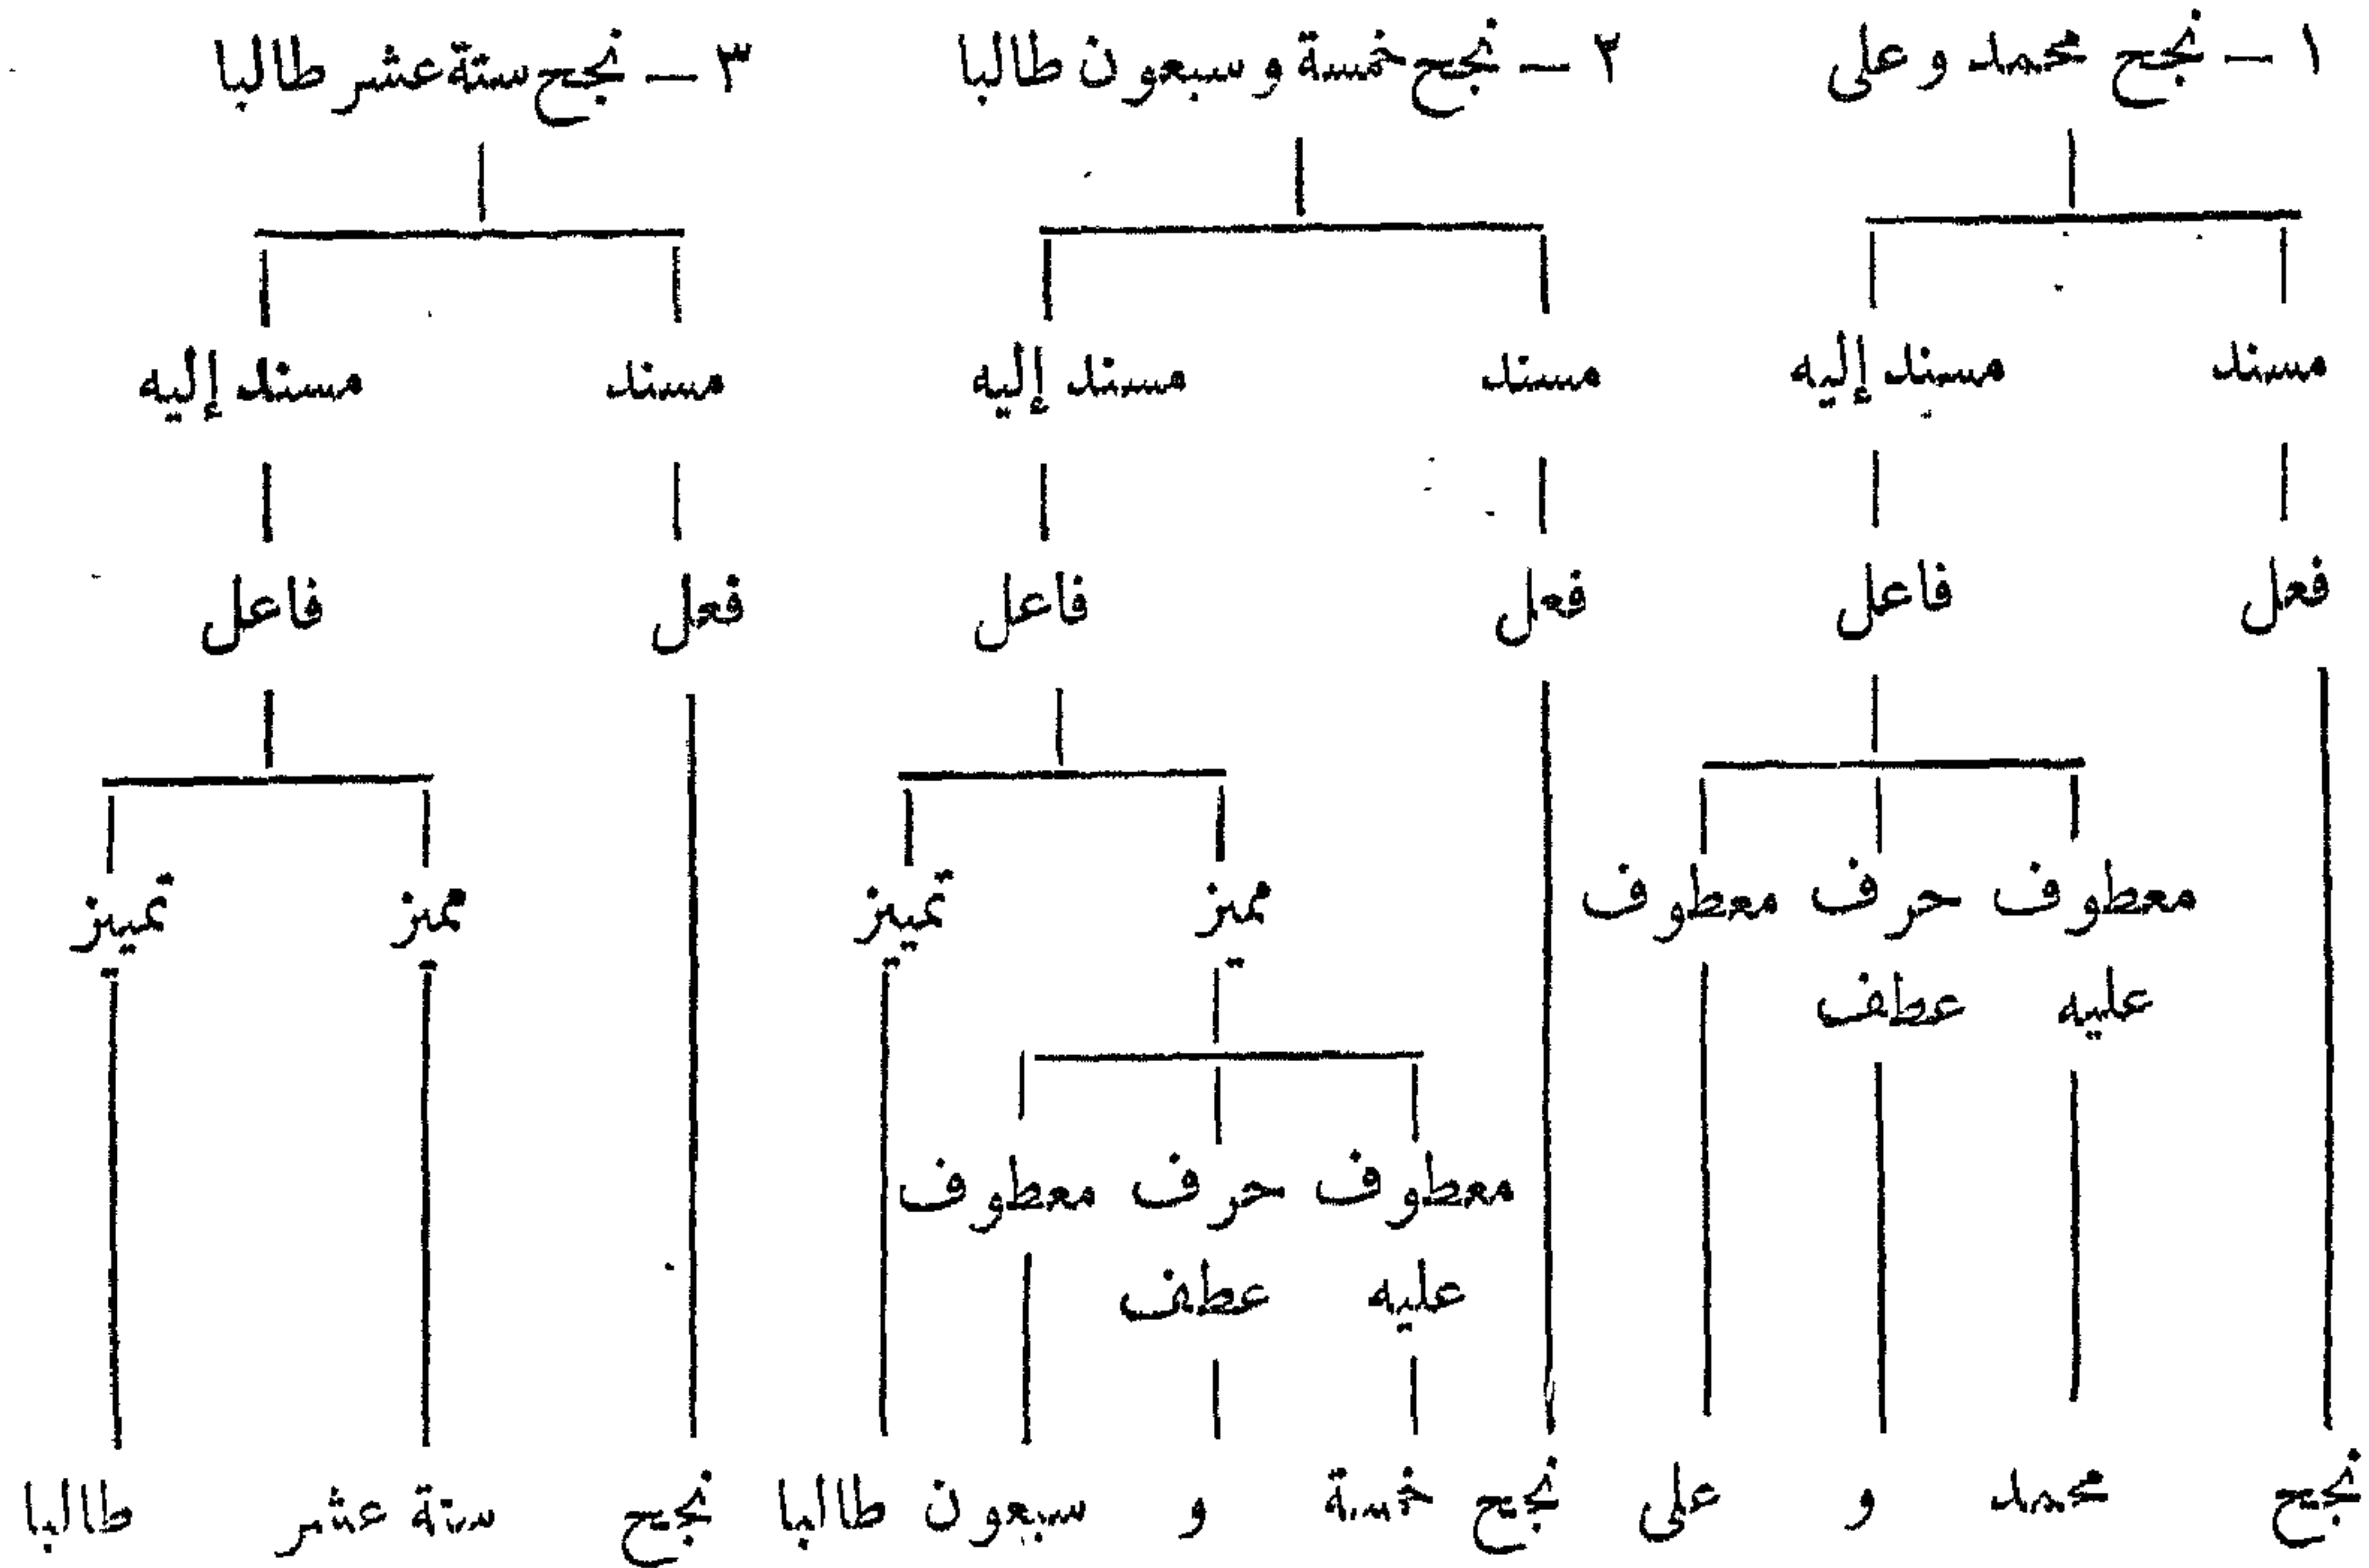 ١ – نجح محمد وعلى ٢ – نجح خمسة وسبعون طالبا ٣ – نجح ستة عشر طالبا
مسند مسند إليه مسند مسند إليه مسند مسند إليه
فعل فاعل فعل فاعل فعل فاعل
معطوف حرف معطوف مميز تمييز مميز تمييز
عليه عطف
معطوف حرف معطوف
عليه عطف
نجح محمد و على نجح خمسة و سبعون طالبا نجح ستة عشر طالبا